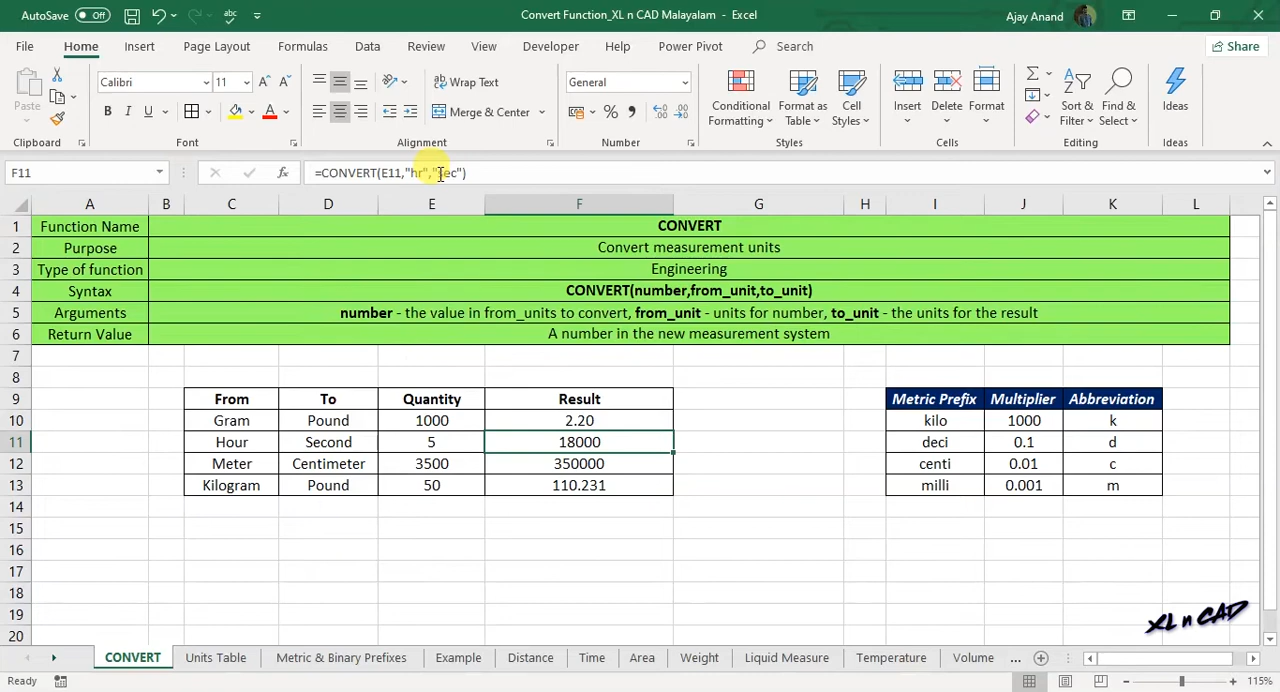 AutoSave Off
Convert Function_XL n CAD Malayalam - Excel
Ajay Anand
File Home Insert Page Layout Formulas Data Review View Developer Help Power Pivot Search Share
Paste
Calibri 11
Wrap Text
General
Merge & Center
Conditional Formatting
Format as Table
Cell Styles
Insert Delete Format
Sort & Filter
Find & Select
Ideas
Clipboard Font Alignment Number Styles Cells Editing Ideas
F11 fx =CONVERT(E11,"hr","sec")
A B C D E F G H I J K L
1 Function Name CONVERT
2 Purpose Convert measurement units
3 Type of function Engineering
4 Syntax CONVERT(number,from_unit,to_unit)
5 Arguments number - the value in from_units to convert, from_unit - units for number, to_unit - the units for the result
6 Return Value A number in the new measurement system
7
8
9 From To Quantity Result Metric Prefix Multiplier Abbreviation
10 Gram Pound 1000 2.20 kilo 1000 k
11 Hour Second 5 18000 deci 0.1 d
12 Meter Centimeter 3500 350000 centi 0.01 c
13 Kilogram Pound 50 110.231 milli 0.001 m
14
15
16
17
18
19
20
XL n CAD
CONVERT Units Table Metric & Binary Prefixes Example Distance Time Area Weight Liquid Measure Temperature Volume ...
Ready 115%